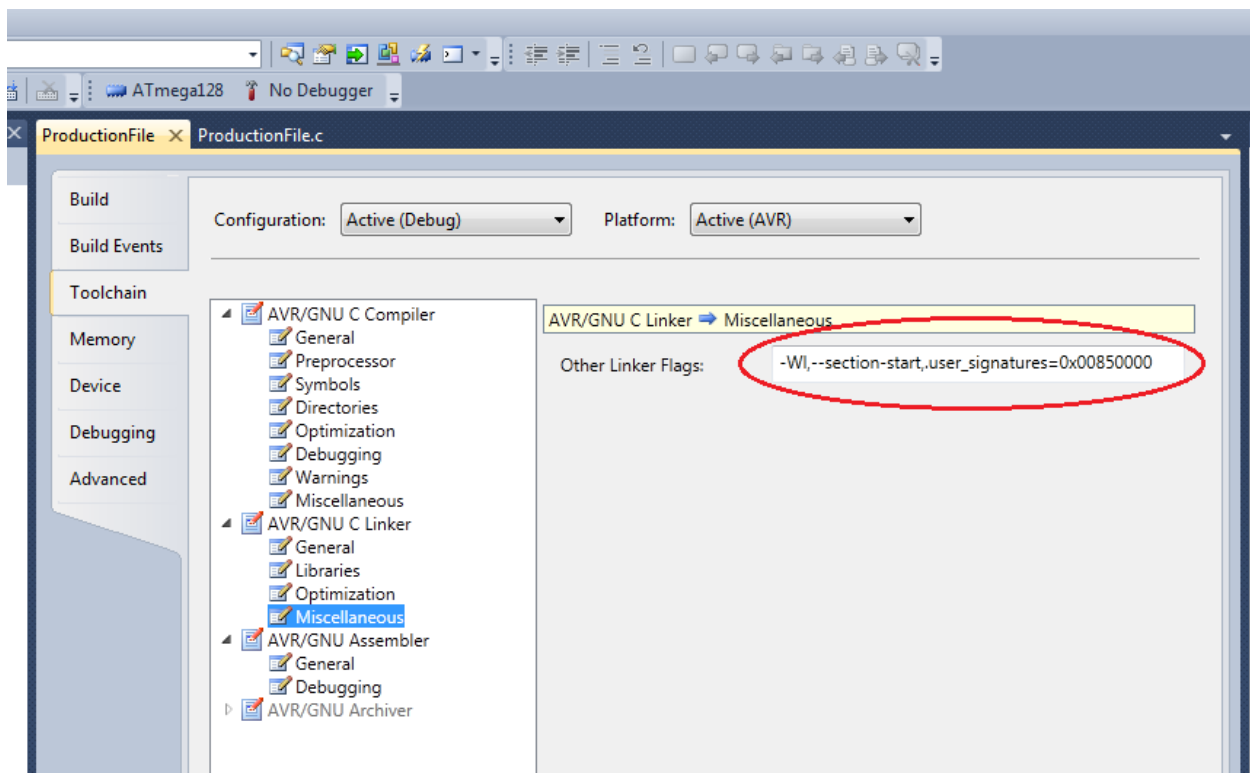 ATmega128 No Debugger
ProductionFile ProductionFile.c
Build
Build Events
Toolchain
Memory
Device
Debugging
Advanced
Configuration: Active (Debug) Platform: Active (AVR)
AVR/GNU C Compiler
General
Preprocessor
Symbols
Directories
Optimization
Debugging
Warnings
Miscellaneous
AVR/GNU C Linker
General
Libraries
Optimization
Miscellaneous
AVR/GNU Assembler
General
Debugging
AVR/GNU Archiver
AVR/GNU C Linker ➡ Miscellaneous
Other Linker Flags: -Wl,--section-start,.user_signatures=0x00850000